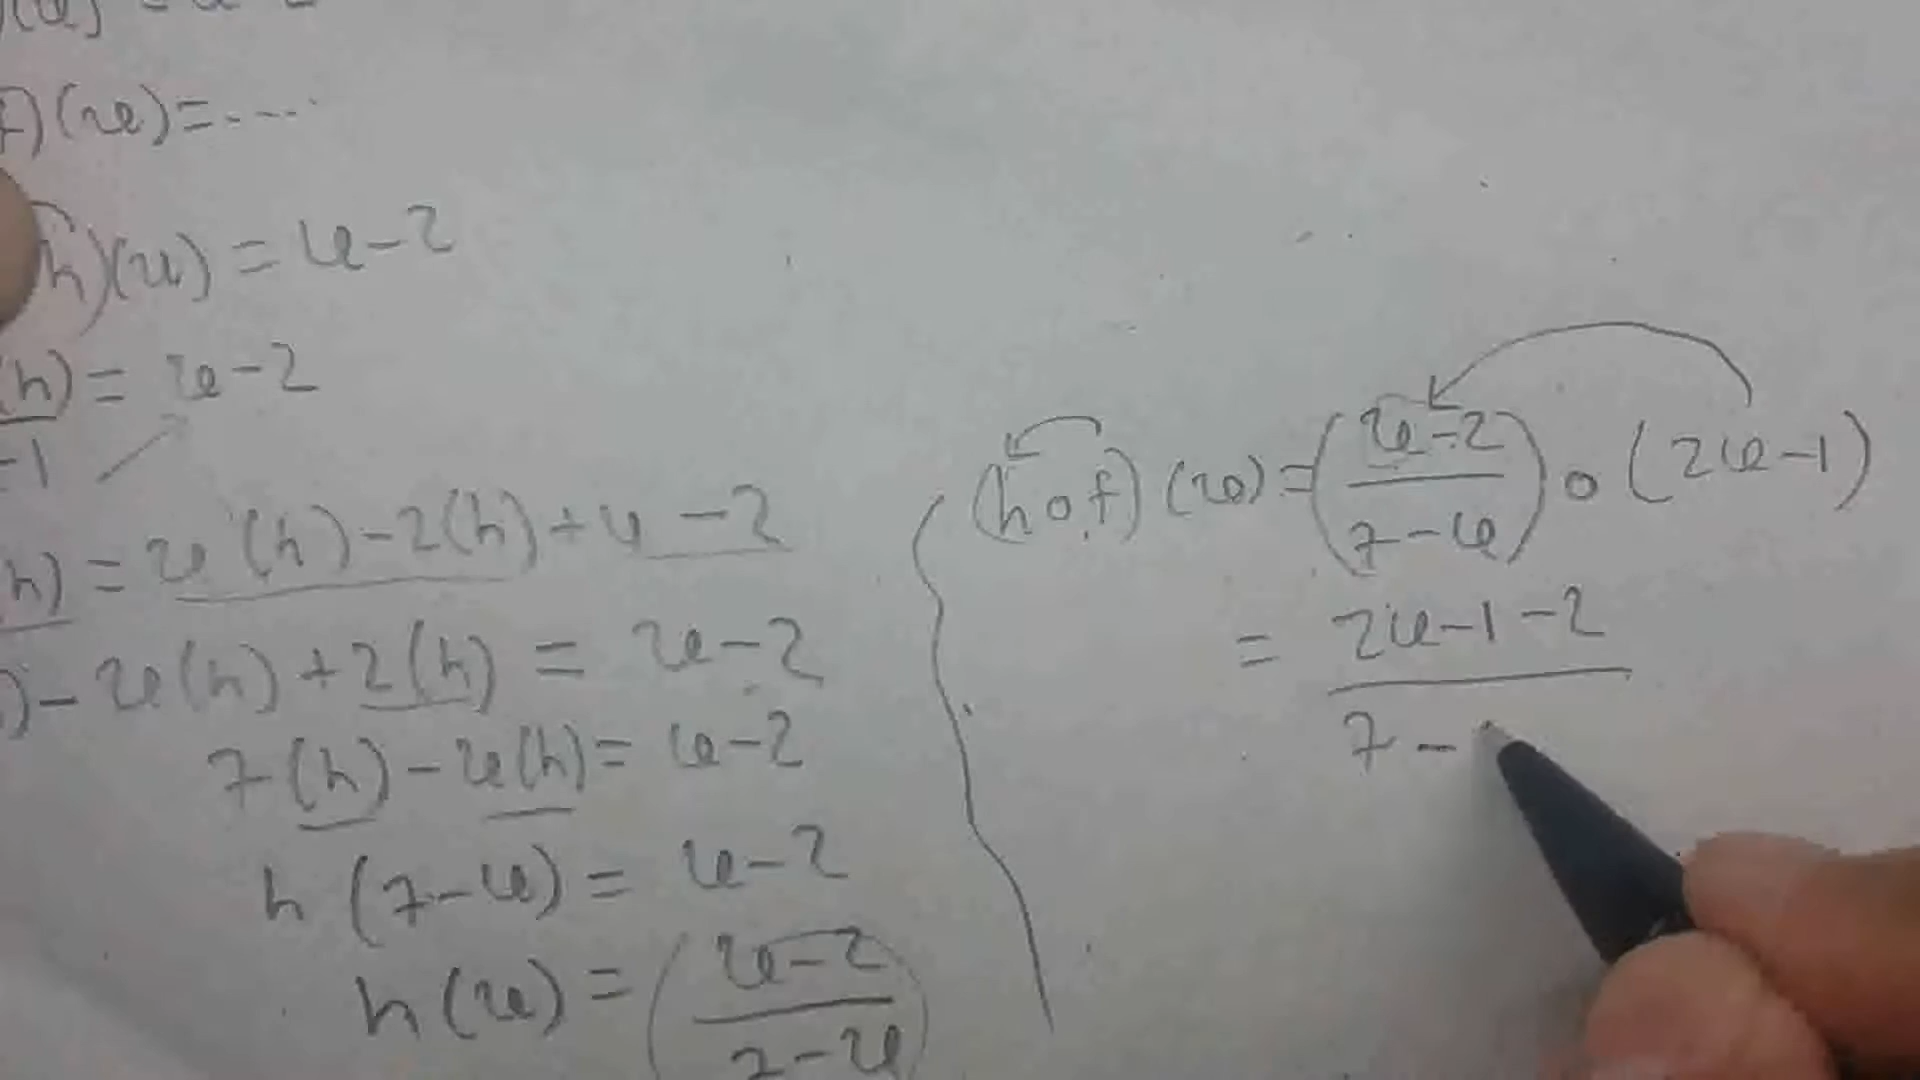 f)(x)=....
h)(x) = x-2
(h) = x-2
-1
h) = x(h)-2(h)+x-2
)-x(h)+2(h) = x-2
7(h)-x(h)= x-2
h (7-x) = x-2
h(x) = (x-2
7-x
(hof)(x)=(x-2
7-x)o(2x-1)
= 2x-1-2
7-